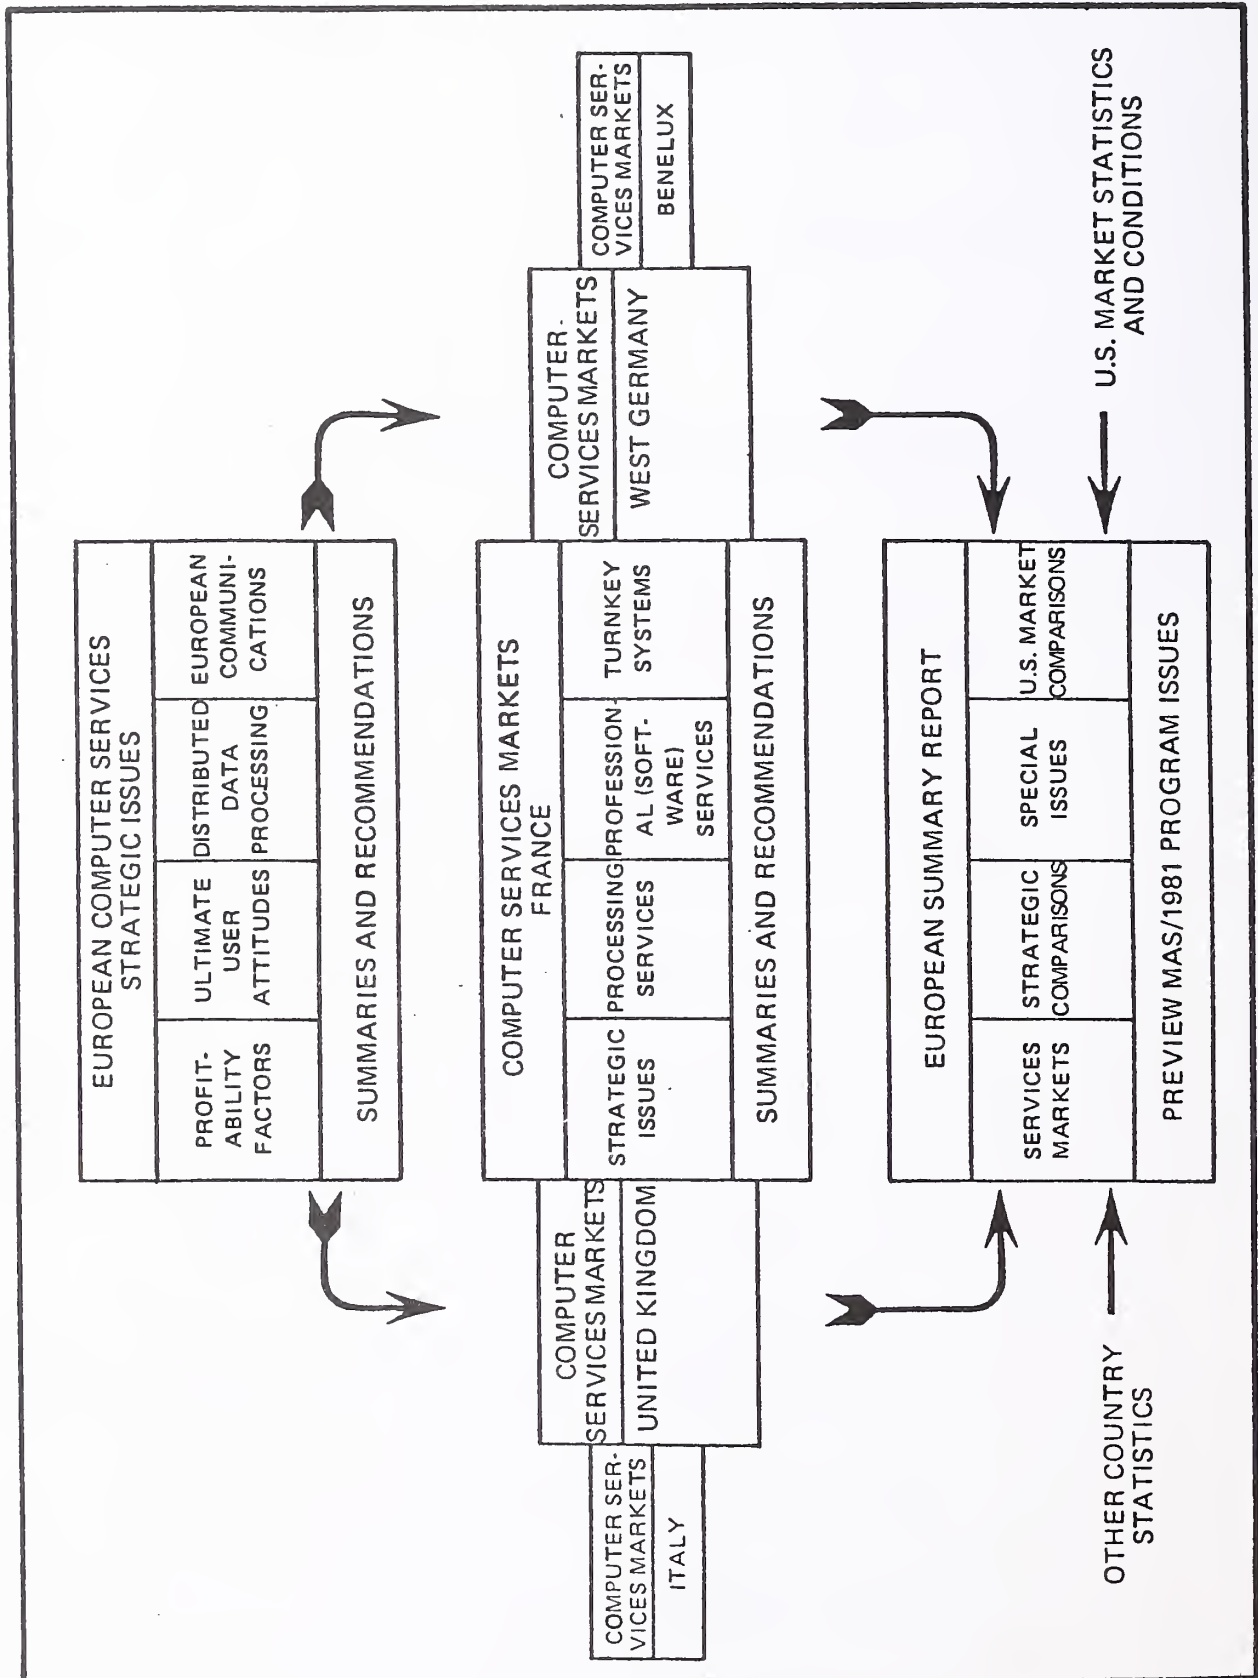 EUROPEAN COMPUTER SERVICES
STRATEGIC ISSUES
PROFIT-
ABILITY
FACTORS
ULTIMATE
USER
ATTITUDES
DISTRIBUTED
DATA
PROCESSING
EUROPEAN
COMMUNI-
CATIONS
SUMMARIES AND RECOMMENDATIONS
COMPUTER SER-
VICES MARKETS
ITALY
COMPUTER
SERVICES MARKETS
UNITED KINGDOM
COMPUTER SERVICES MARKETS
FRANCE
STRATEGIC
ISSUES
PROCESSING
SERVICES
PROFESSION-
AL (SOFT-
WARE)
SERVICES
TURNKEY
SYSTEMS
SUMMARIES AND RECOMMENDATIONS
COMPUTER-
SERVICES MARKETS
WEST GERMANY
COMPUTER SER-
VICES MARKETS
BENELUX
EUROPEAN SUMMARY REPORT
SERVICES
MARKETS
STRATEGIC
COMPARISONS
SPECIAL
ISSUES
U.S. MARKET
COMPARISONS
PREVIEW MAS/1981 PROGRAM ISSUES
OTHER COUNTRY
STATISTICS
U.S. MARKET STATISTICS
AND CONDITIONS